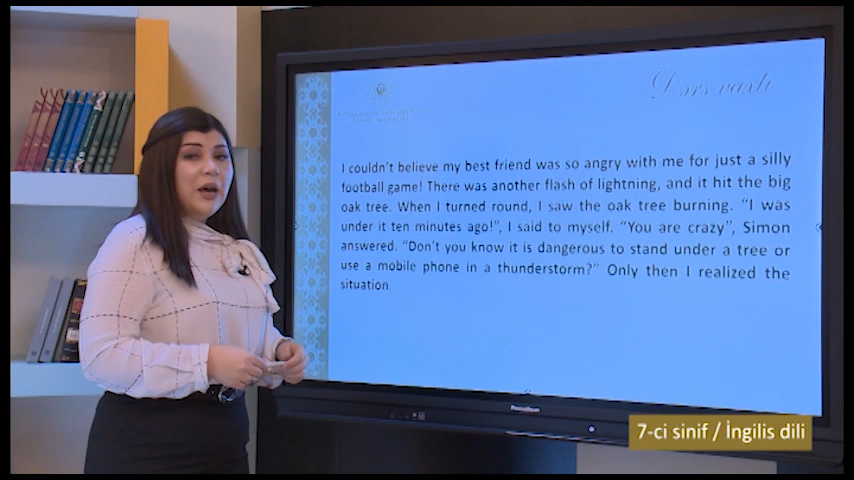 Dərs vaxtı
I couldn't believe my best friend was so angry with me for just a silly
football game! There was another flash of lightning, and it hit the big
oak tree. When I turned round, I saw the oak tree burning. "I was
under it ten minutes ago!", I said to myself. "You are crazy", Simon
answered. "Don't you know it is dangerous to stand under a tree or
use a mobile phone in a thunderstorm?" Only then I realized the
situation
7-ci sinif / İngilis dili